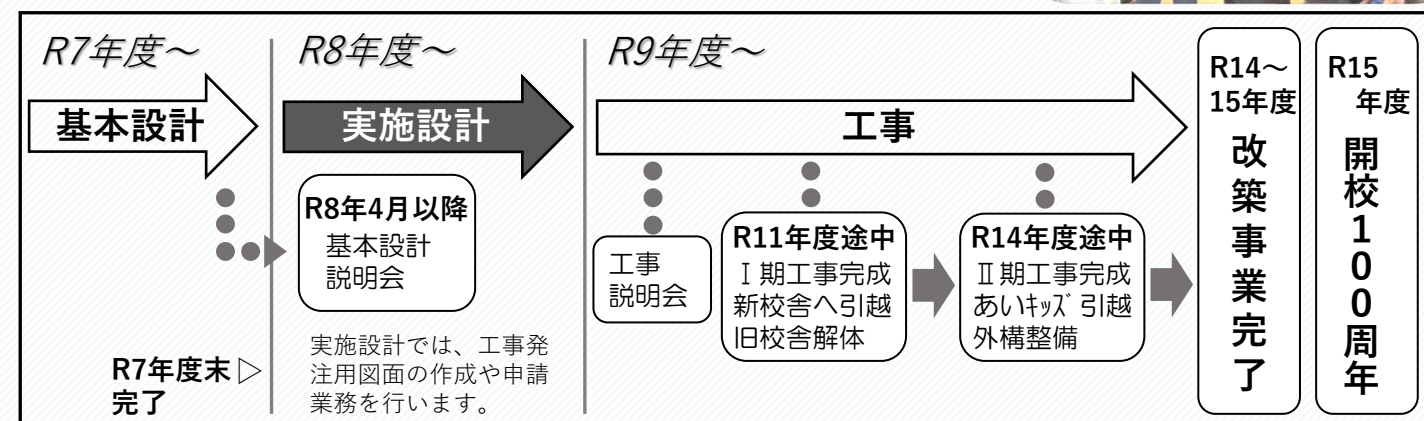 R7年度～
基本設計
R7年度末▷
完了
R8年度～
実施設計
R8年4月以降
基本設計
説明会
実施設計では、工事発
注用図面の作成や申請
業務を行います。
R9年度～
工事
工事
説明会
R11年度途中
Ⅰ期工事完成
新校舎へ引越
旧校舎解体
R14年度途中
Ⅱ期工事完成
あいｷｯｽﾞ引越
外構整備
R14～
15年度
改築事業完了
R15
年度
開校100周年